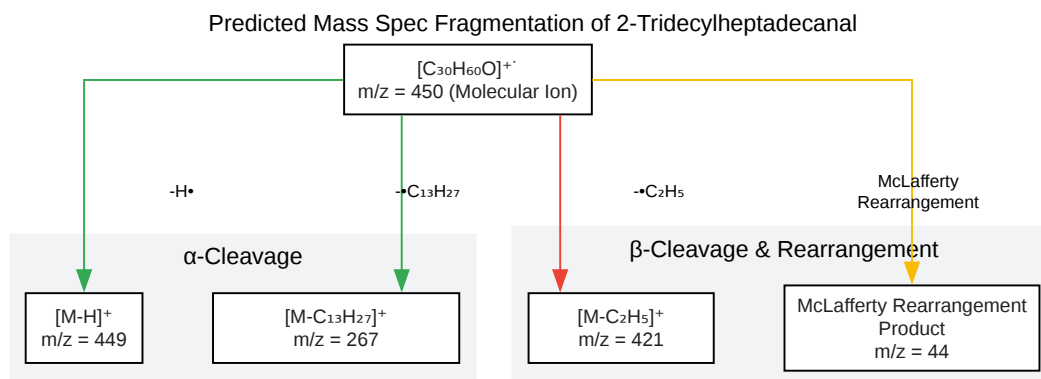 Predicted Mass Spec Fragmentation of 2-Tridecylheptadecanal
[C₃₀H₆₀O]⁺˙
m/z = 450 (Molecular Ion)
-H•
-•C₁₃H₂₇
-•C₂H₅
McLafferty
Rearrangement
α-Cleavage
β-Cleavage & Rearrangement
[M-H]⁺
m/z = 449
[M-C₁₃H₂₇]⁺
m/z = 267
[M-C₂H₅]⁺
m/z = 421
McLafferty Rearrangement
Product
m/z = 44